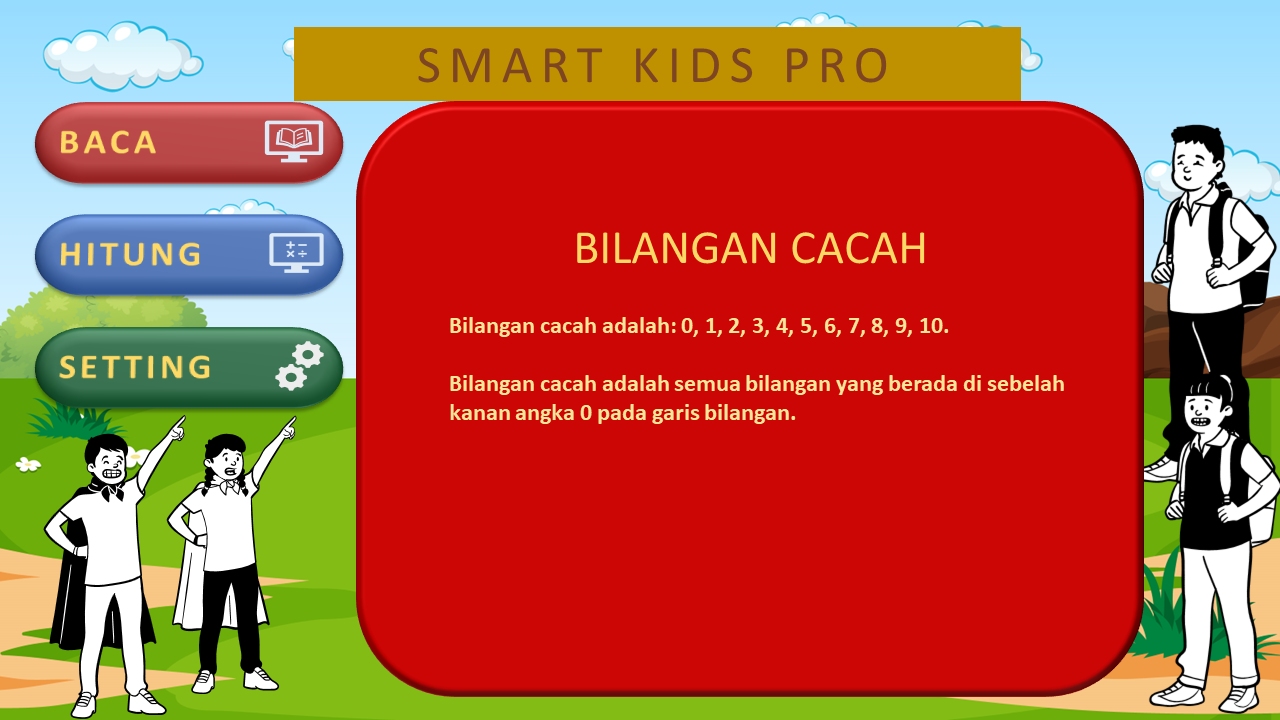 SMART KIDS PRO
BACA
HITUNG
SETTING
BILANGAN CACAH
Bilangan cacah adalah: 0, 1, 2, 3, 4, 5, 6, 7, 8, 9, 10.
Bilangan cacah adalah semua bilangan yang berada di sebelah
kanan angka 0 pada garis bilangan.